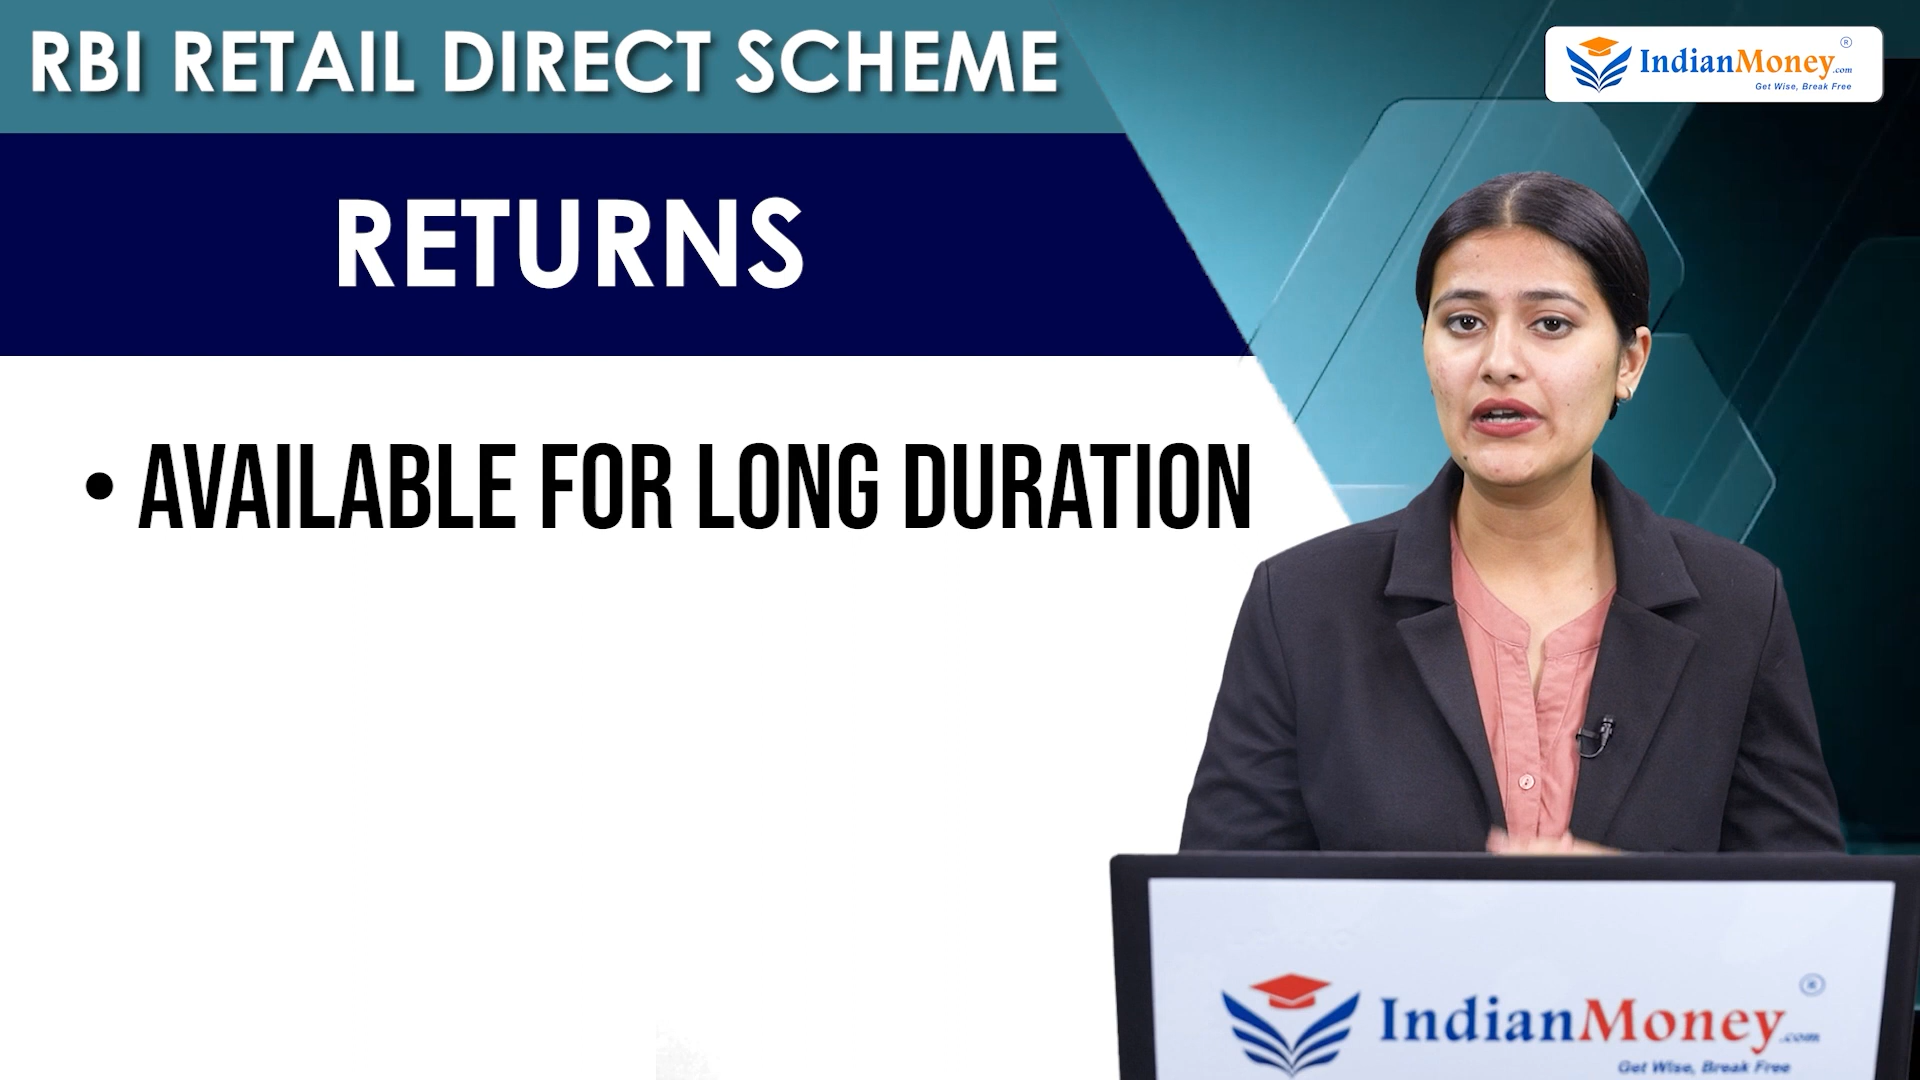 RBI RETAIL DIRECT SCHEME
IndianMoney.com ®
Get Wise, Break Free
RETURNS
• AVAILABLE FOR LONG DURATION
IndianMoney.com ®
Get Wise, Break Free